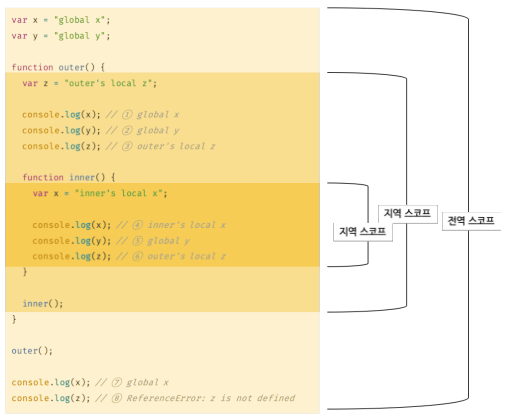 var x = "global x";
var y = "global y";
function outer() {
  var z = "outer's local z";
  console.log(x); // ① global x
  console.log(y); // ② global y
  console.log(z); // ③ outer's local z
  function inner() {
    var x = "inner's local x";
    console.log(x); // ④ inner's local x
    console.log(y); // ⑤ global y
    console.log(z); // ⑥ outer's local z
  }
  inner();
}
outer();
console.log(x); // ⑦ global x
console.log(z); // ⑧ ReferenceError: z is not defined
지역 스코프
지역 스코프
전역 스코프